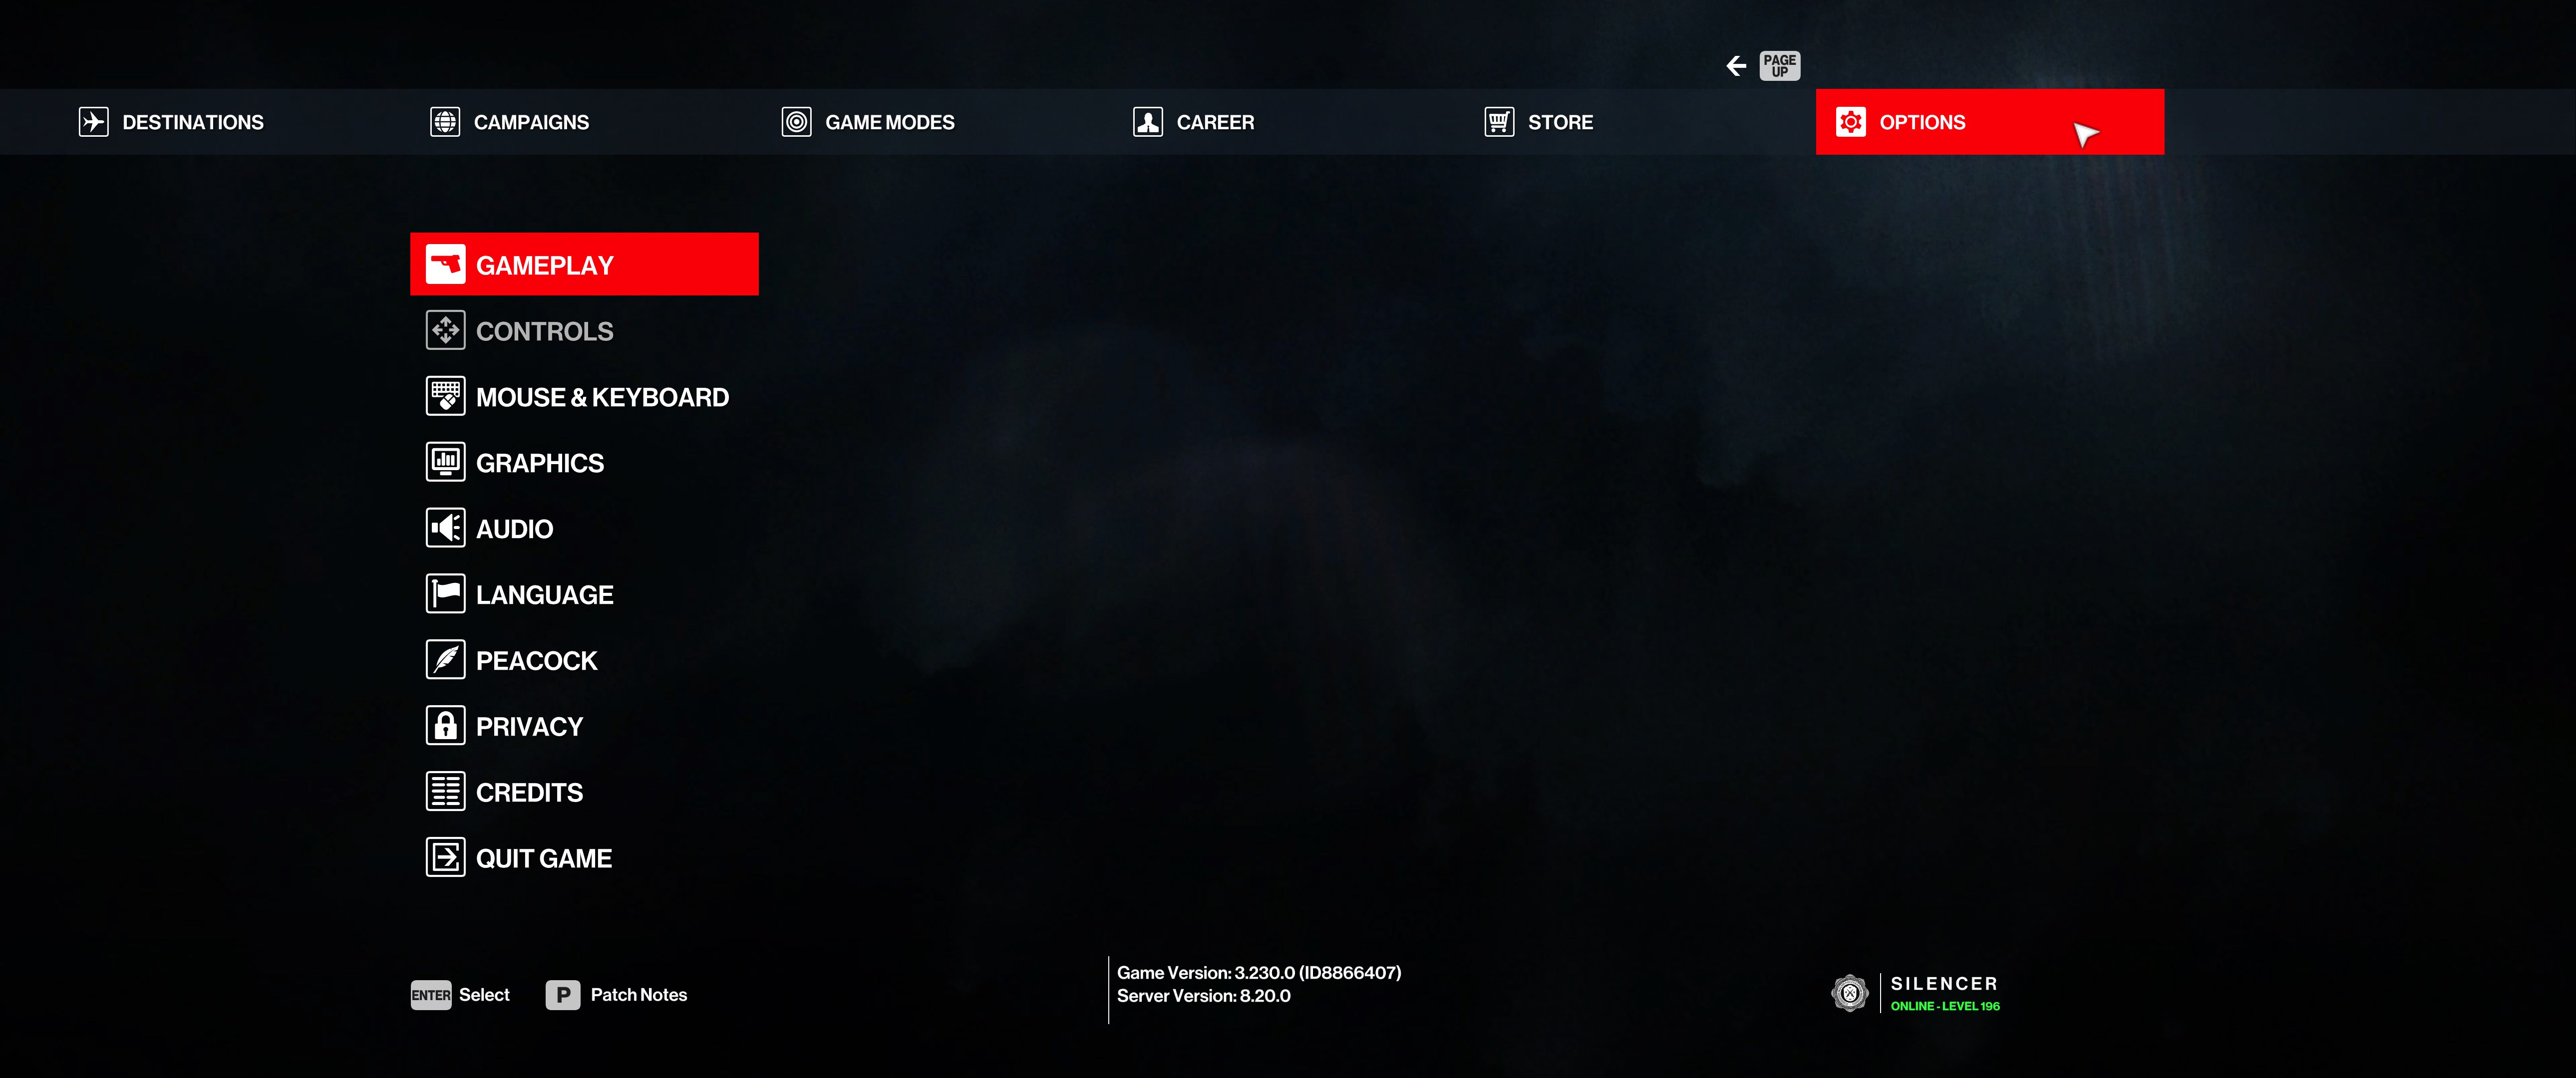 PAGE
UP
DESTINATIONS
CAMPAIGNS
GAME MODES
CAREER
STORE
OPTIONS
GAMEPLAY
CONTROLS
MOUSE & KEYBOARD
GRAPHICS
AUDIO
LANGUAGE
PEACOCK
PRIVACY
CREDITS
QUIT GAME
ENTER Select
P Patch Notes
Game Version: 3.230.0 (ID8866407)
Server Version: 8.20.0
SILENCER
ONLINE - LEVEL 196